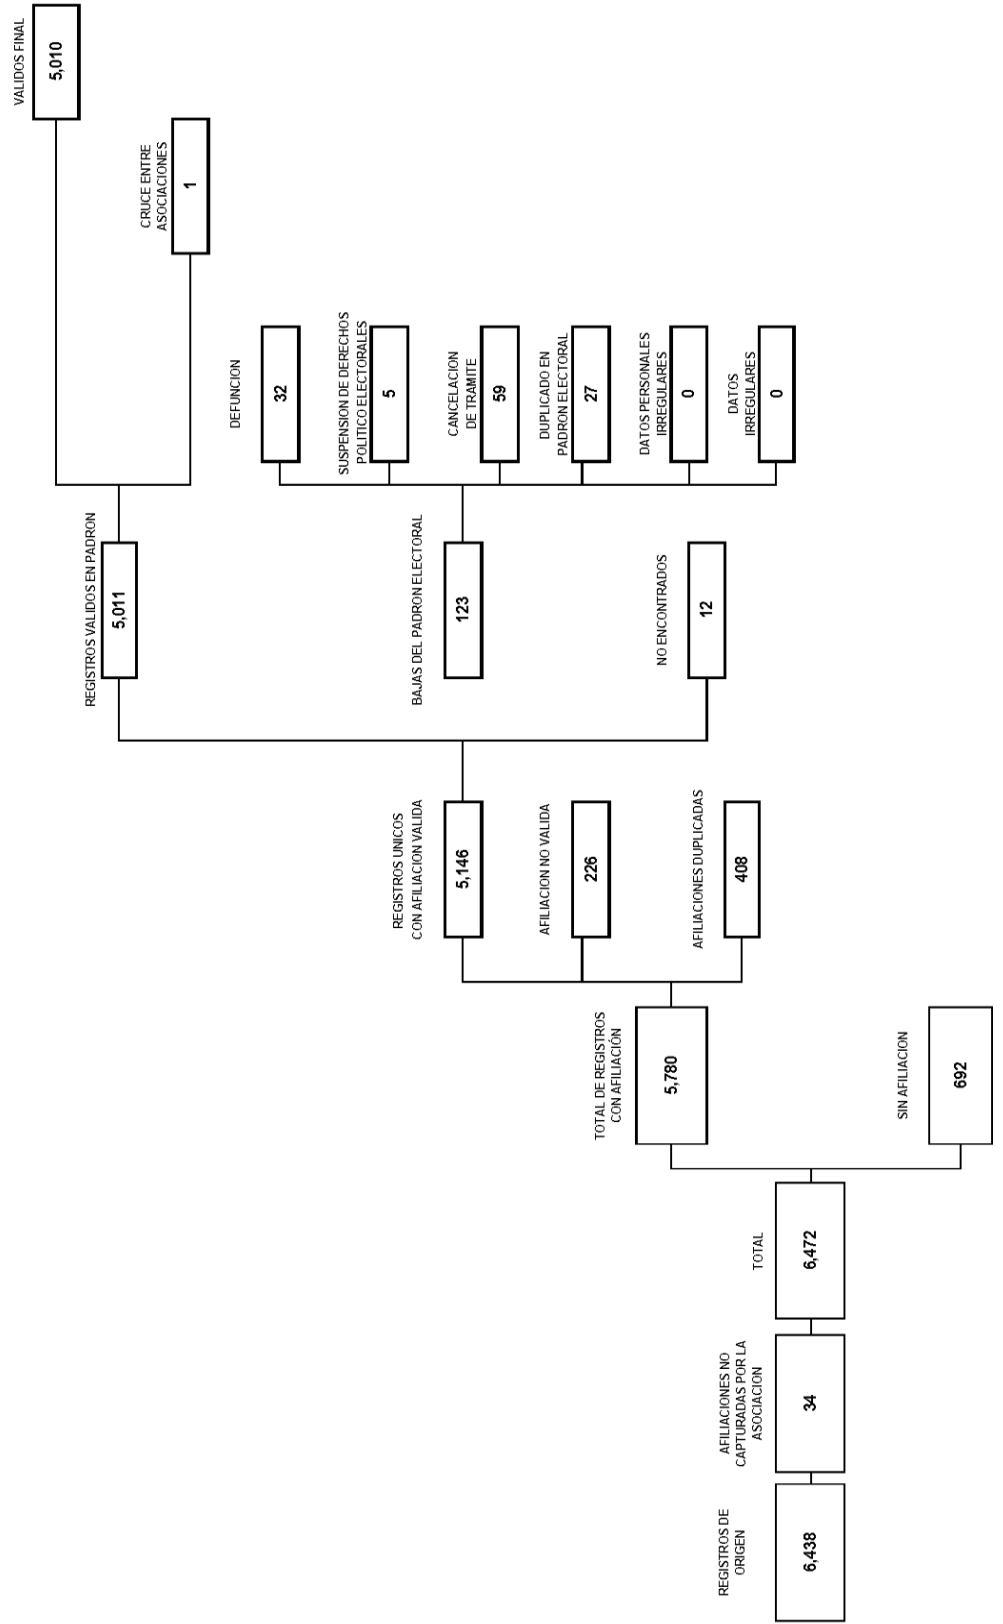 REGISTROS DE
ORIGEN
6,438
AFILIACIONES NO
CAPTURADAS POR LA
ASOCIACION
34
TOTAL
6,472
TOTAL DE REGISTROS
CON AFILIACIÓN
5,780
SIN AFILIACION
692
REGISTROS UNICOS
CON AFILIACION VALIDA
5,146
AFILIACION NO VALIDA
226
AFILIACIONES DUPLICADAS
408
REGISTROS VALIDOS EN PADRON
5,011
BAJAS DEL PADRON ELECTORAL
123
NO ENCONTRADOS
12
DEFUNCION
32
SUSPENSION DE DERECHOS
POLITICO ELECTORALES
5
CANCELACION
DE TRAMITE
59
DUPLICADO EN
PADRON ELECTORAL
27
DATOS PERSONALES
IRREGULARES
0
DATOS
IRREGULARES
0
VALIDOS FINAL
5,010
CRUCE ENTRE
ASOCIACIONES
1